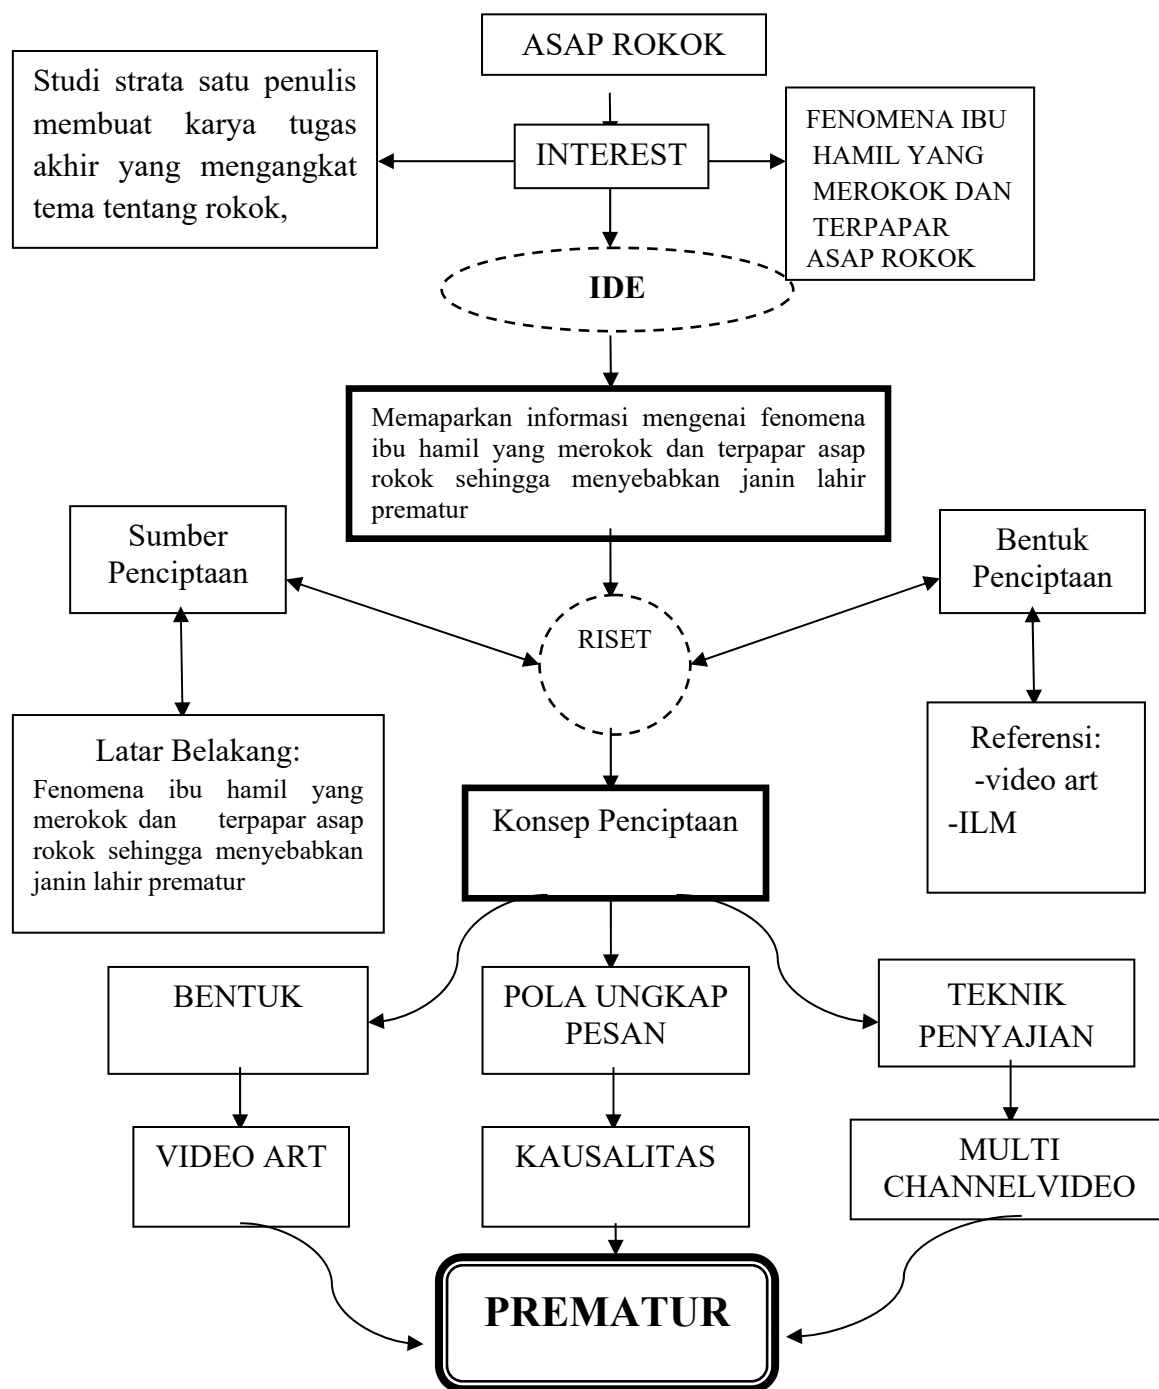 ASAP ROKOK
Studi strata satu penulis
membuat karya tugas
akhir yang mengangkat
tema tentang rokok,
INTEREST
FENOMENA IBU
HAMIL YANG
MEROKOK DAN
TERPAPAR
ASAP ROKOK
IDE
Memaparkan informasi mengenai fenomena
ibu hamil yang merokok dan terpapar asap
rokok sehingga menyebabkan janin lahir
prematur
Sumber
Penciptaan
Bentuk
Penciptaan
RISET
Latar Belakang:
Fenomena ibu hamil yang
merokok dan terpapar asap
rokok sehingga menyebabkan
janin lahir prematur
Referensi:
-video art
-ILM
Konsep Penciptaan
BENTUK
POLA UNGKAP
PESAN
TEKNIK
PENYAJIAN
VIDEO ART
KAUSALITAS
MULTI
CHANNELVIDEO
PREMATUR